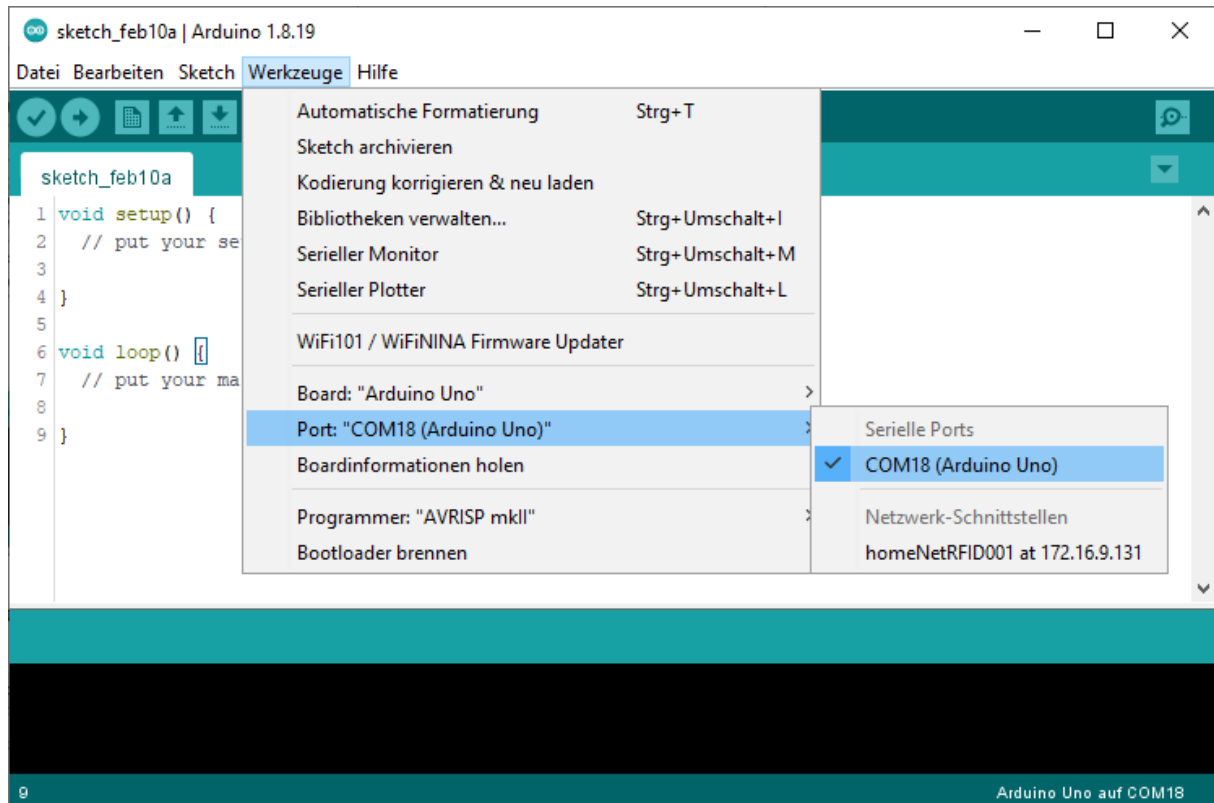 sketch_feb10a | Arduino 1.8.19
Datei Bearbeiten Sketch Werkzeuge Hilfe
sketch_feb10a
Automatische Formatierung Strg+T
Sketch archivieren
Kodierung korrigieren & neu laden
Bibliotheken verwalten... Strg+Umschalt+I
Serieller Monitor Strg+Umschalt+M
Serieller Plotter Strg+Umschalt+L
WiFi101 / WiFiNINA Firmware Updater
Board: "Arduino Uno"
Port: "COM18 (Arduino Uno)"
Boardinformationen holen
Programmer: "AVRISP mkII"
Bootloader brennen
Serielle Ports
COM18 (Arduino Uno)
Netzwerk-Schnittstellen
homeNetRFID001 at 172.16.9.131
1 void setup() {
2 // put your se
3
4 }
5
6 void loop() {
7 // put your ma
8
9 }
9 Arduino Uno auf COM18